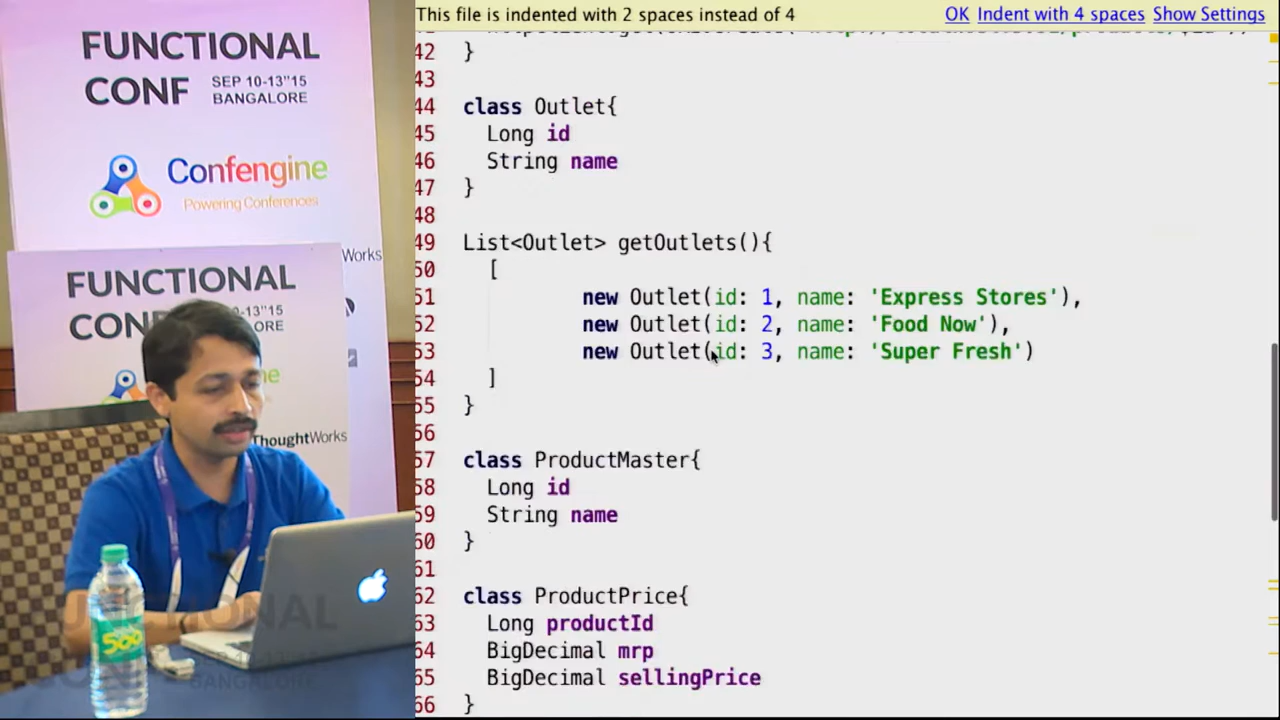 This file is indented with 2 spaces instead of 4 OK Indent with 4 spaces Show Settings
FUNCTIONAL
CONF SEP 10-13"15
BANGALORE
Confengine
Powering Conferences
Works
FUNCTIONAL
ThoughtWorks
500
42 }
43
44 class Outlet{
45 Long id
46 String name
47 }
48
49 List<Outlet> getOutlets(){
50 [
51 new Outlet(id: 1, name: 'Express Stores'),
52 new Outlet(id: 2, name: 'Food Now'),
53 new Outlet(id: 3, name: 'Super Fresh')
54 ]
55 }
56
57 class ProductMaster{
58 Long id
59 String name
60 }
61
62 class ProductPrice{
63 Long productId
64 BigDecimal mrp
65 BigDecimal sellingPrice
66 }